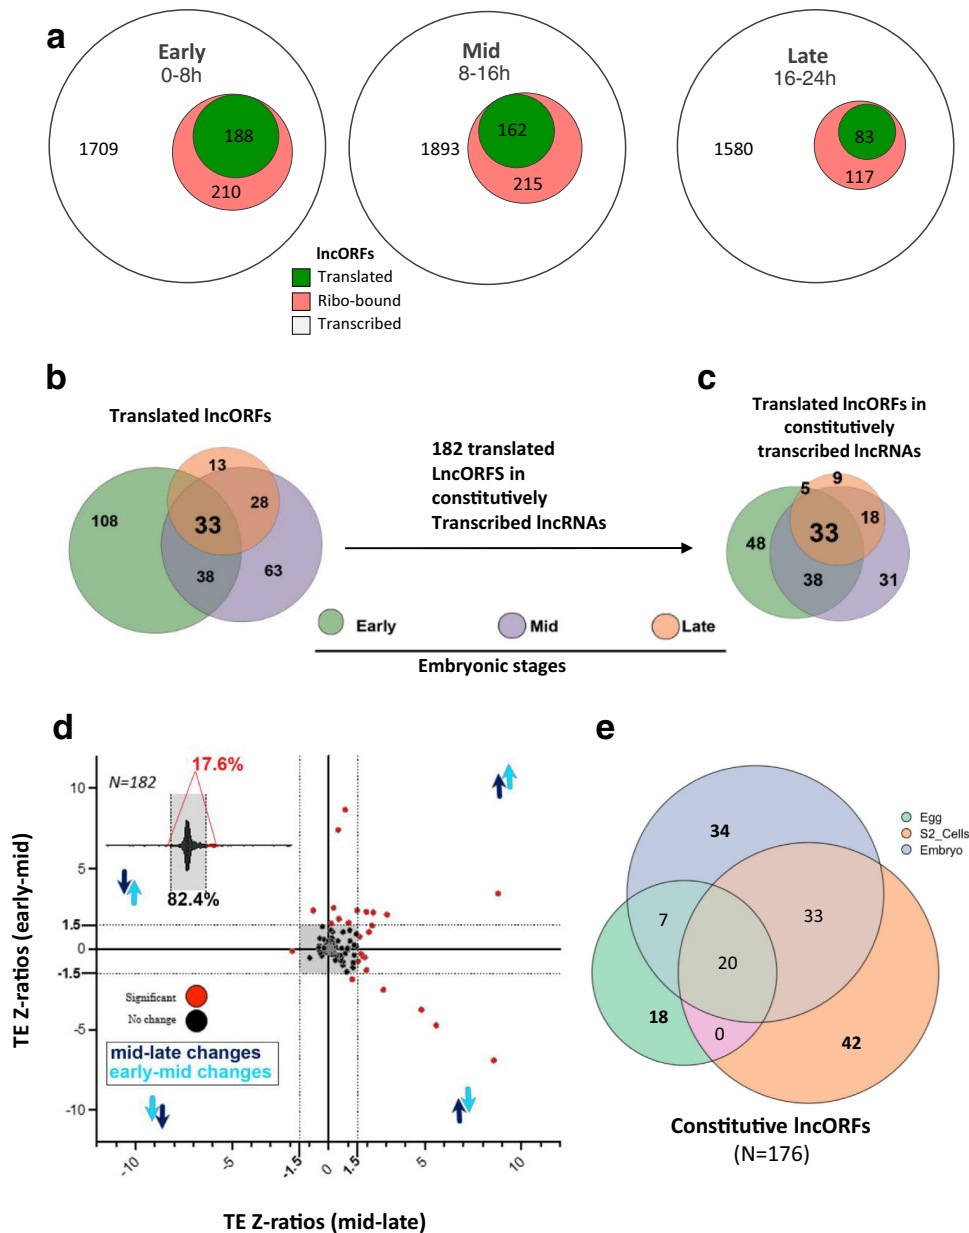 a
Early
0-8h
1709
188
210
Mid
8-16h
1893
162
215
Late
16-24h
1580
83
117
lncORFs
Translated
Ribo-bound
Transcribed
b
Translated lncORFs
13
108
28
33
38
63
182 translated
LncORFS in
constitutively
Transcribed lncRNAs
c
Translated lncORFs in
constitutively
transcribed lncRNAs
9
5
18
48
33
38
31
Early
Mid
Late
Embryonic stages
d
N=182
17.6%
82.4%
10
5
1.5
0
-1.5
-5
-10
TE Z-ratios (early-mid)
Significant
No change
mid-late changes
early-mid changes
-10
-5
-1.5
0
1.5
5
10
TE Z-ratios (mid-late)
e
Egg
S2_Cells
Embryo
34
7
33
20
18
0
42
Constitutive lncORFs
(N=176)